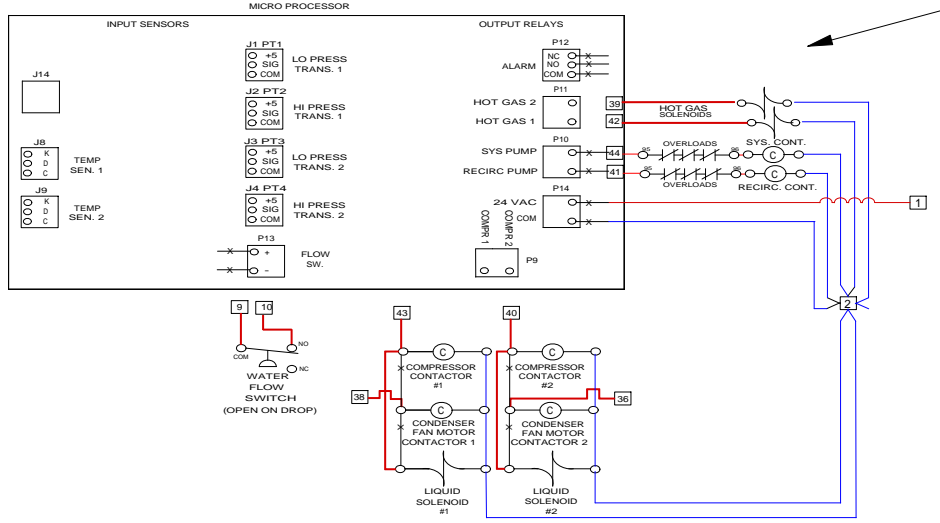 MICRO PROCESSOR
INPUT SENSORS
OUTPUT RELAYS
J14
J1 PT1
+5
SIG
COM
LO PRESS
TRANS. 1
J2 PT2
+5
SIG
COM
HI PRESS
TRANS. 1
J3 PT3
+5
SIG
COM
LO PRESS
TRANS. 2
J4 PT4
+5
SIG
COM
HI PRESS
TRANS. 2
J8
K
D
C
TEMP
SEN. 1
J9
K
D
C
TEMP
SEN. 2
P13
+
-
FLOW
SW.
P12
ALARM
NC
NO
COM
P11
HOT GAS 2
HOT GAS 1
P10
SYS PUMP
RECIRC PUMP
P14
24 VAC
COM
COMPR 1
COMPR 2
P9
39
42
44
41
HOT GAS
SOLENOIDS
SYS. CONT.
95
OVERLOADS
96
C
95
OVERLOADS
96
C
RECIRC. CONT.
1
2
9
10
COM
NO
NC
WATER
FLOW
SWITCH
(OPEN ON DROP)
43
40
38
36
C
COMPRESSOR
CONTACTOR
#1
C
CONDENSER
FAN MOTOR
CONTACTOR 1
LIQUID
SOLENOID
#1
C
COMPRESSOR
CONTACTOR
#2
C
CONDENSER
FAN MOTOR
CONTACTOR 2
LIQUID
SOLENOID
#2